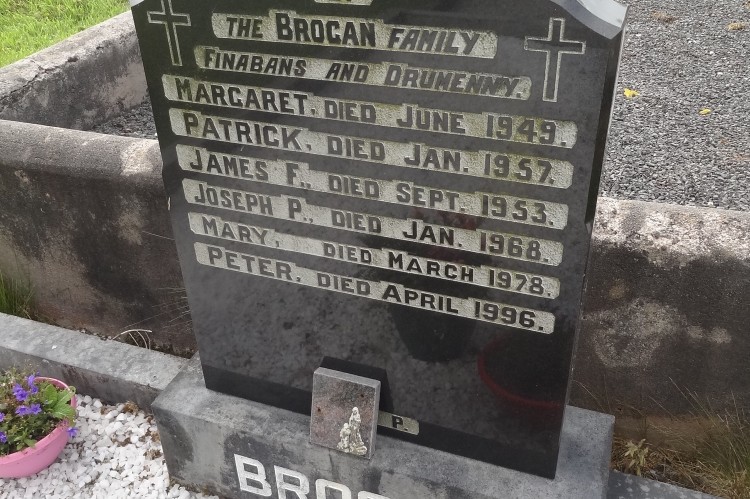 THE BROGAN FAMILY
FINABANS AND DRUMENNY.
MARGARET, DIED JUNE 1949.
PATRICK, DIED JAN. 1957.
JAMES F., DIED SEPT. 1953.
JOSEPH P., DIED JAN. 1968.
MARY, DIED MARCH 1978.
PETER, DIED APRIL 1996.
P.